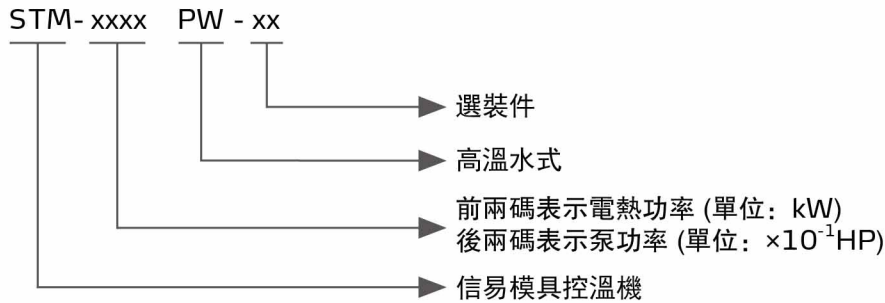 STM- xxxx PW - xx
選裝件
高溫水式
前兩碼表示電熱功率 (單位：kW)
後兩碼表示泵功率 (單位：×10⁻¹HP)
信易模具控溫機